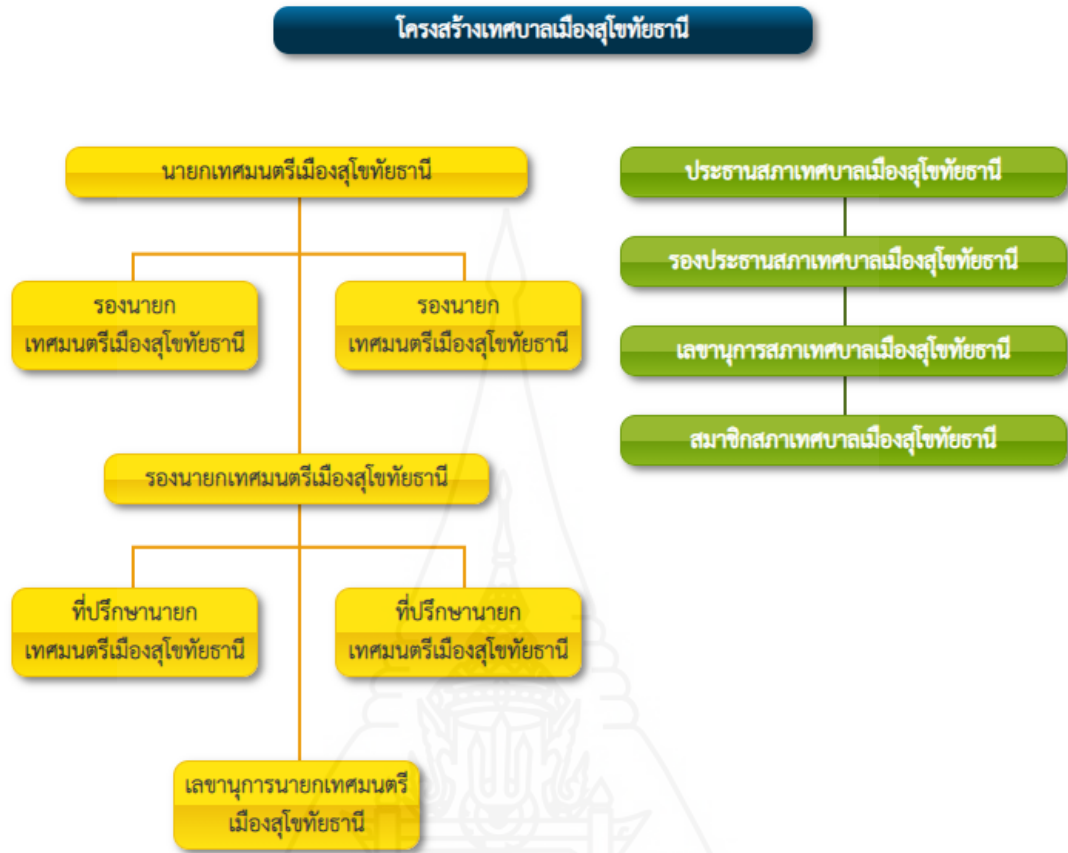 โครงสร้างเทศบาลเมืองสุโขทัยธานี
นายกเทศมนตรีเมืองสุโขทัยธานี
รองนายก
เทศมนตรีเมืองสุโขทัยธานี
รองนายก
เทศมนตรีเมืองสุโขทัยธานี
รองนายกเทศมนตรีเมืองสุโขทัยธานี
ที่ปรึกษานายก
เทศมนตรีเมืองสุโขทัยธานี
ที่ปรึกษานายก
เทศมนตรีเมืองสุโขทัยธานี
เลขานุการนายกเทศมนตรี
เมืองสุโขทัยธานี
ประธานสภาเทศบาลเมืองสุโขทัยธานี
รองประธานสภาเทศบาลเมืองสุโขทัยธานี
เลขานุการสภาเทศบาลเมืองสุโขทัยธานี
สมาชิกสภาเทศบาลเมืองสุโขทัยธานี